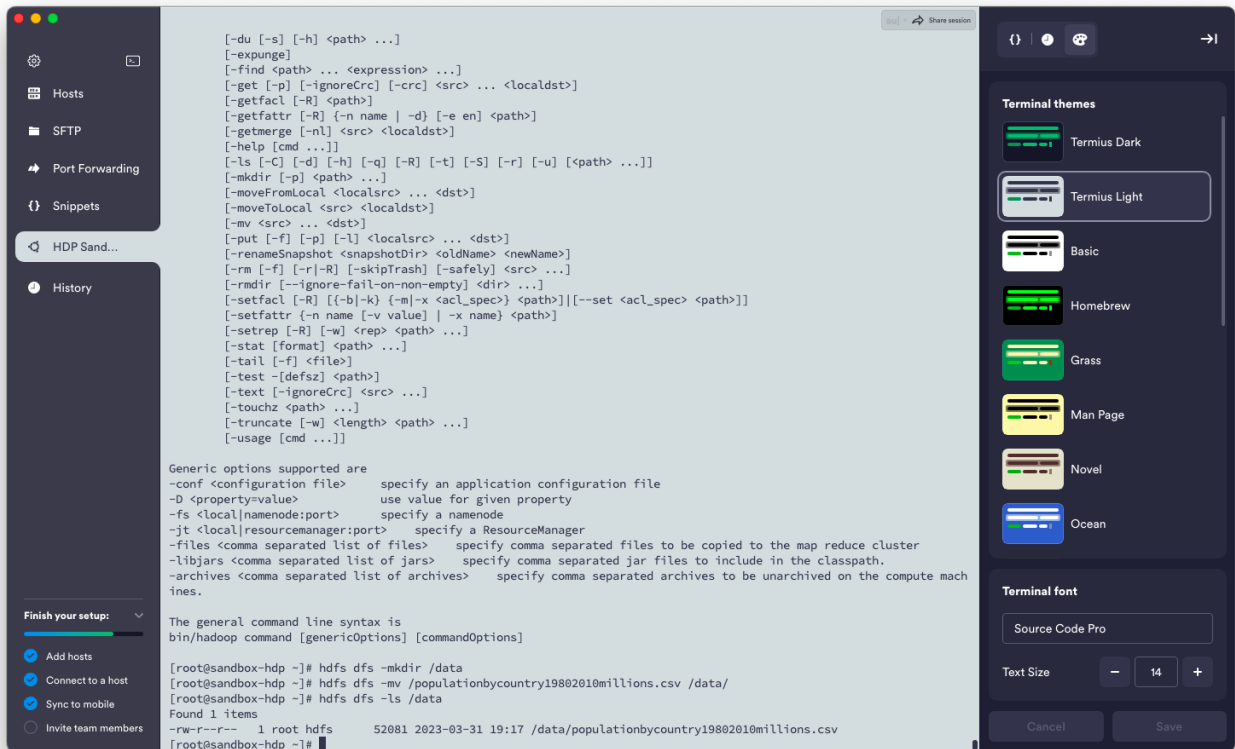 Hosts
SFTP
Port Forwarding
Snippets
HDP Sand...
History
Finish your setup:
Add hosts
Connect to a host
Sync to mobile
Invite team members
Share session
[-du [-s] [-h] <path> ...]
[-expunge]
[-find <path> ... <expression> ...]
[-get [-p] [-ignoreCrc] [-crc] <src> ... <localdst>]
[-getfacl [-R] <path>]
[-getfattr [-R] {-n name | -d} [-e en] <path>]
[-getmerge [-nl] <src> <localdst>]
[-help [cmd ...]]
[-ls [-C] [-d] [-h] [-q] [-R] [-t] [-S] [-r] [-u] [<path> ...]]
[-mkdir [-p] <path> ...]
[-moveFromLocal <localsrc> ... <dst>]
[-moveToLocal <src> <localdst>]
[-mv <src> ... <dst>]
[-put [-f] [-p] [-l] <localsrc> ... <dst>]
[-renameSnapshot <snapshotDir> <oldName> <newName>]
[-rm [-f] [-r|-R] [-skipTrash] [-safely] <src> ...]
[-rmdir [--ignore-fail-on-non-empty] <dir> ...]
[-setfacl [-R] [{-b|-k} {-m|-x <acl_spec>} <path>]|[--set <acl_spec> <path>]]
[-setfattr {-n name [-v value] | -x name} <path>]
[-setrep [-R] [-w] <rep> <path> ...]
[-stat [format] <path> ...]
[-tail [-f] <file>]
[-test -[defsz] <path>]
[-text [-ignoreCrc] <src> ...]
[-touchz <path> ...]
[-truncate [-w] <length> <path> ...]
[-usage [cmd ...]]
Generic options supported are
-conf <configuration file>     specify an application configuration file
-D <property=value>            use value for given property
-fs <local|namenode:port>      specify a namenode
-jt <local|resourcemanager:port>    specify a ResourceManager
-files <comma separated list of files>    specify comma separated files to be copied to the map reduce cluster
-libjars <comma separated list of jars>    specify comma separated jar files to include in the classpath.
-archives <comma separated list of archives>    specify comma separated archives to be unarchived on the compute mach
ines.
The general command line syntax is
bin/hadoop command [genericOptions] [commandOptions]
[root@sandbox-hdp ~]# hdfs dfs -mkdir /data
[root@sandbox-hdp ~]# hdfs dfs -mv /populationbycountry19802010millions.csv /data/
[root@sandbox-hdp ~]# hdfs dfs -ls /data
Found 1 items
-rw-r--r--   1 root hdfs      52081 2023-03-31 19:17 /data/populationbycountry19802010millions.csv
[root@sandbox-hdp ~]#
{}
Terminal themes
Termius Dark
Termius Light
Basic
Homebrew
Grass
Man Page
Novel
Ocean
Terminal font
Source Code Pro
Text Size
14
Cancel
Save